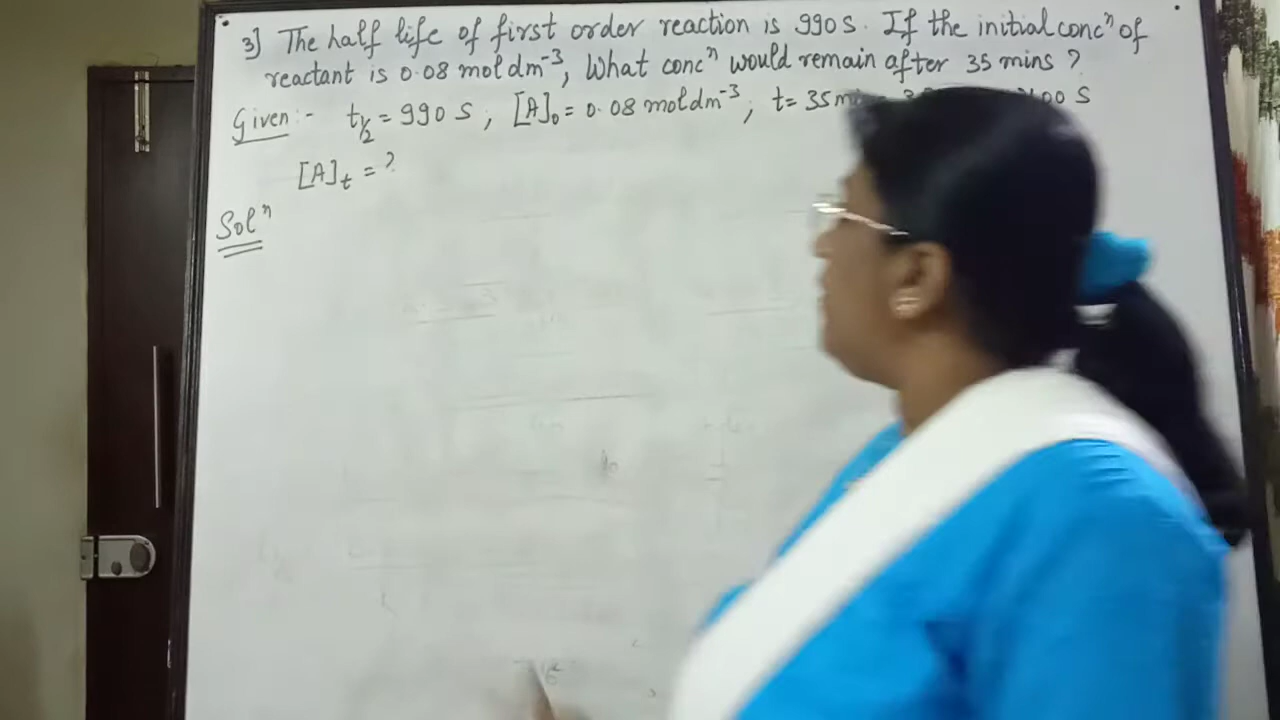 3] The half life of first order reaction is 990 s. If the initial concⁿ of
reactant is 0.08 mol dm⁻³, What concⁿ would remain after 35 mins ?
Given :- t½ = 990 S ; [A]₀ = 0.08 mol dm⁻³ ; t = 35 S
[A]t = ?
Solⁿ